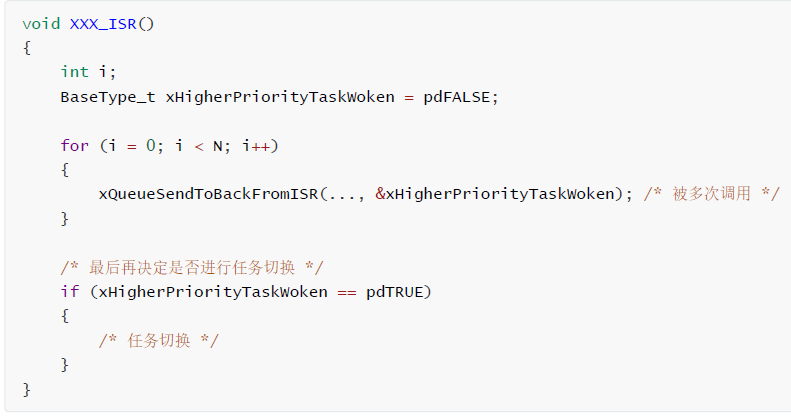 void XXX_ISR()
{
    int i;
    BaseType_t xHigherPriorityTaskWoken = pdFALSE;

    for (i = 0; i < N; i++)
    {
        xQueueSendToBackFromISR(..., &xHigherPriorityTaskWoken); /* 被多次调用 */
    }

    /* 最后再决定是否进行任务切换 */
    if (xHigherPriorityTaskWoken == pdTRUE)
    {
        /* 任务切换 */
    }
}